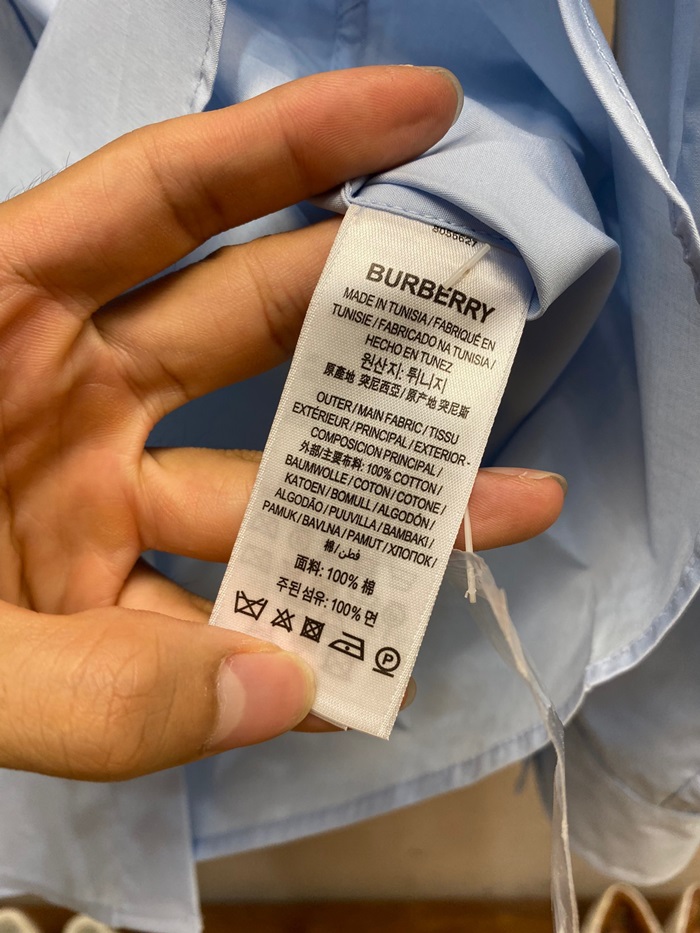 8055627
BURBERRY
MADE IN TUNISIA / FABRIQUÉ EN
TUNISIE / FABRICADO NA TUNISIA /
HECHO EN TUNEZ
원산지: 튀니지
原產地 突尼西亞 / 原产地 突尼斯
OUTER / MAIN FABRIC / TISSU
EXTÉRIEUR / PRINCIPAL / EXTERIOR -
COMPOSICIÓN PRINCIPAL /
外部/主要布料: 100% COTTON /
BAUMWOLLE / COTON / COTONE /
KATOEN / BOMULL / ALGODÓN /
ALGODÃO / PUUVILLA / BAMBAKI /
PAMUK / BAVLNA / PAMUT / ХЛОПОК /
棉 / قطن /
面料: 100% 棉
주된 섬유: 100% 면
P